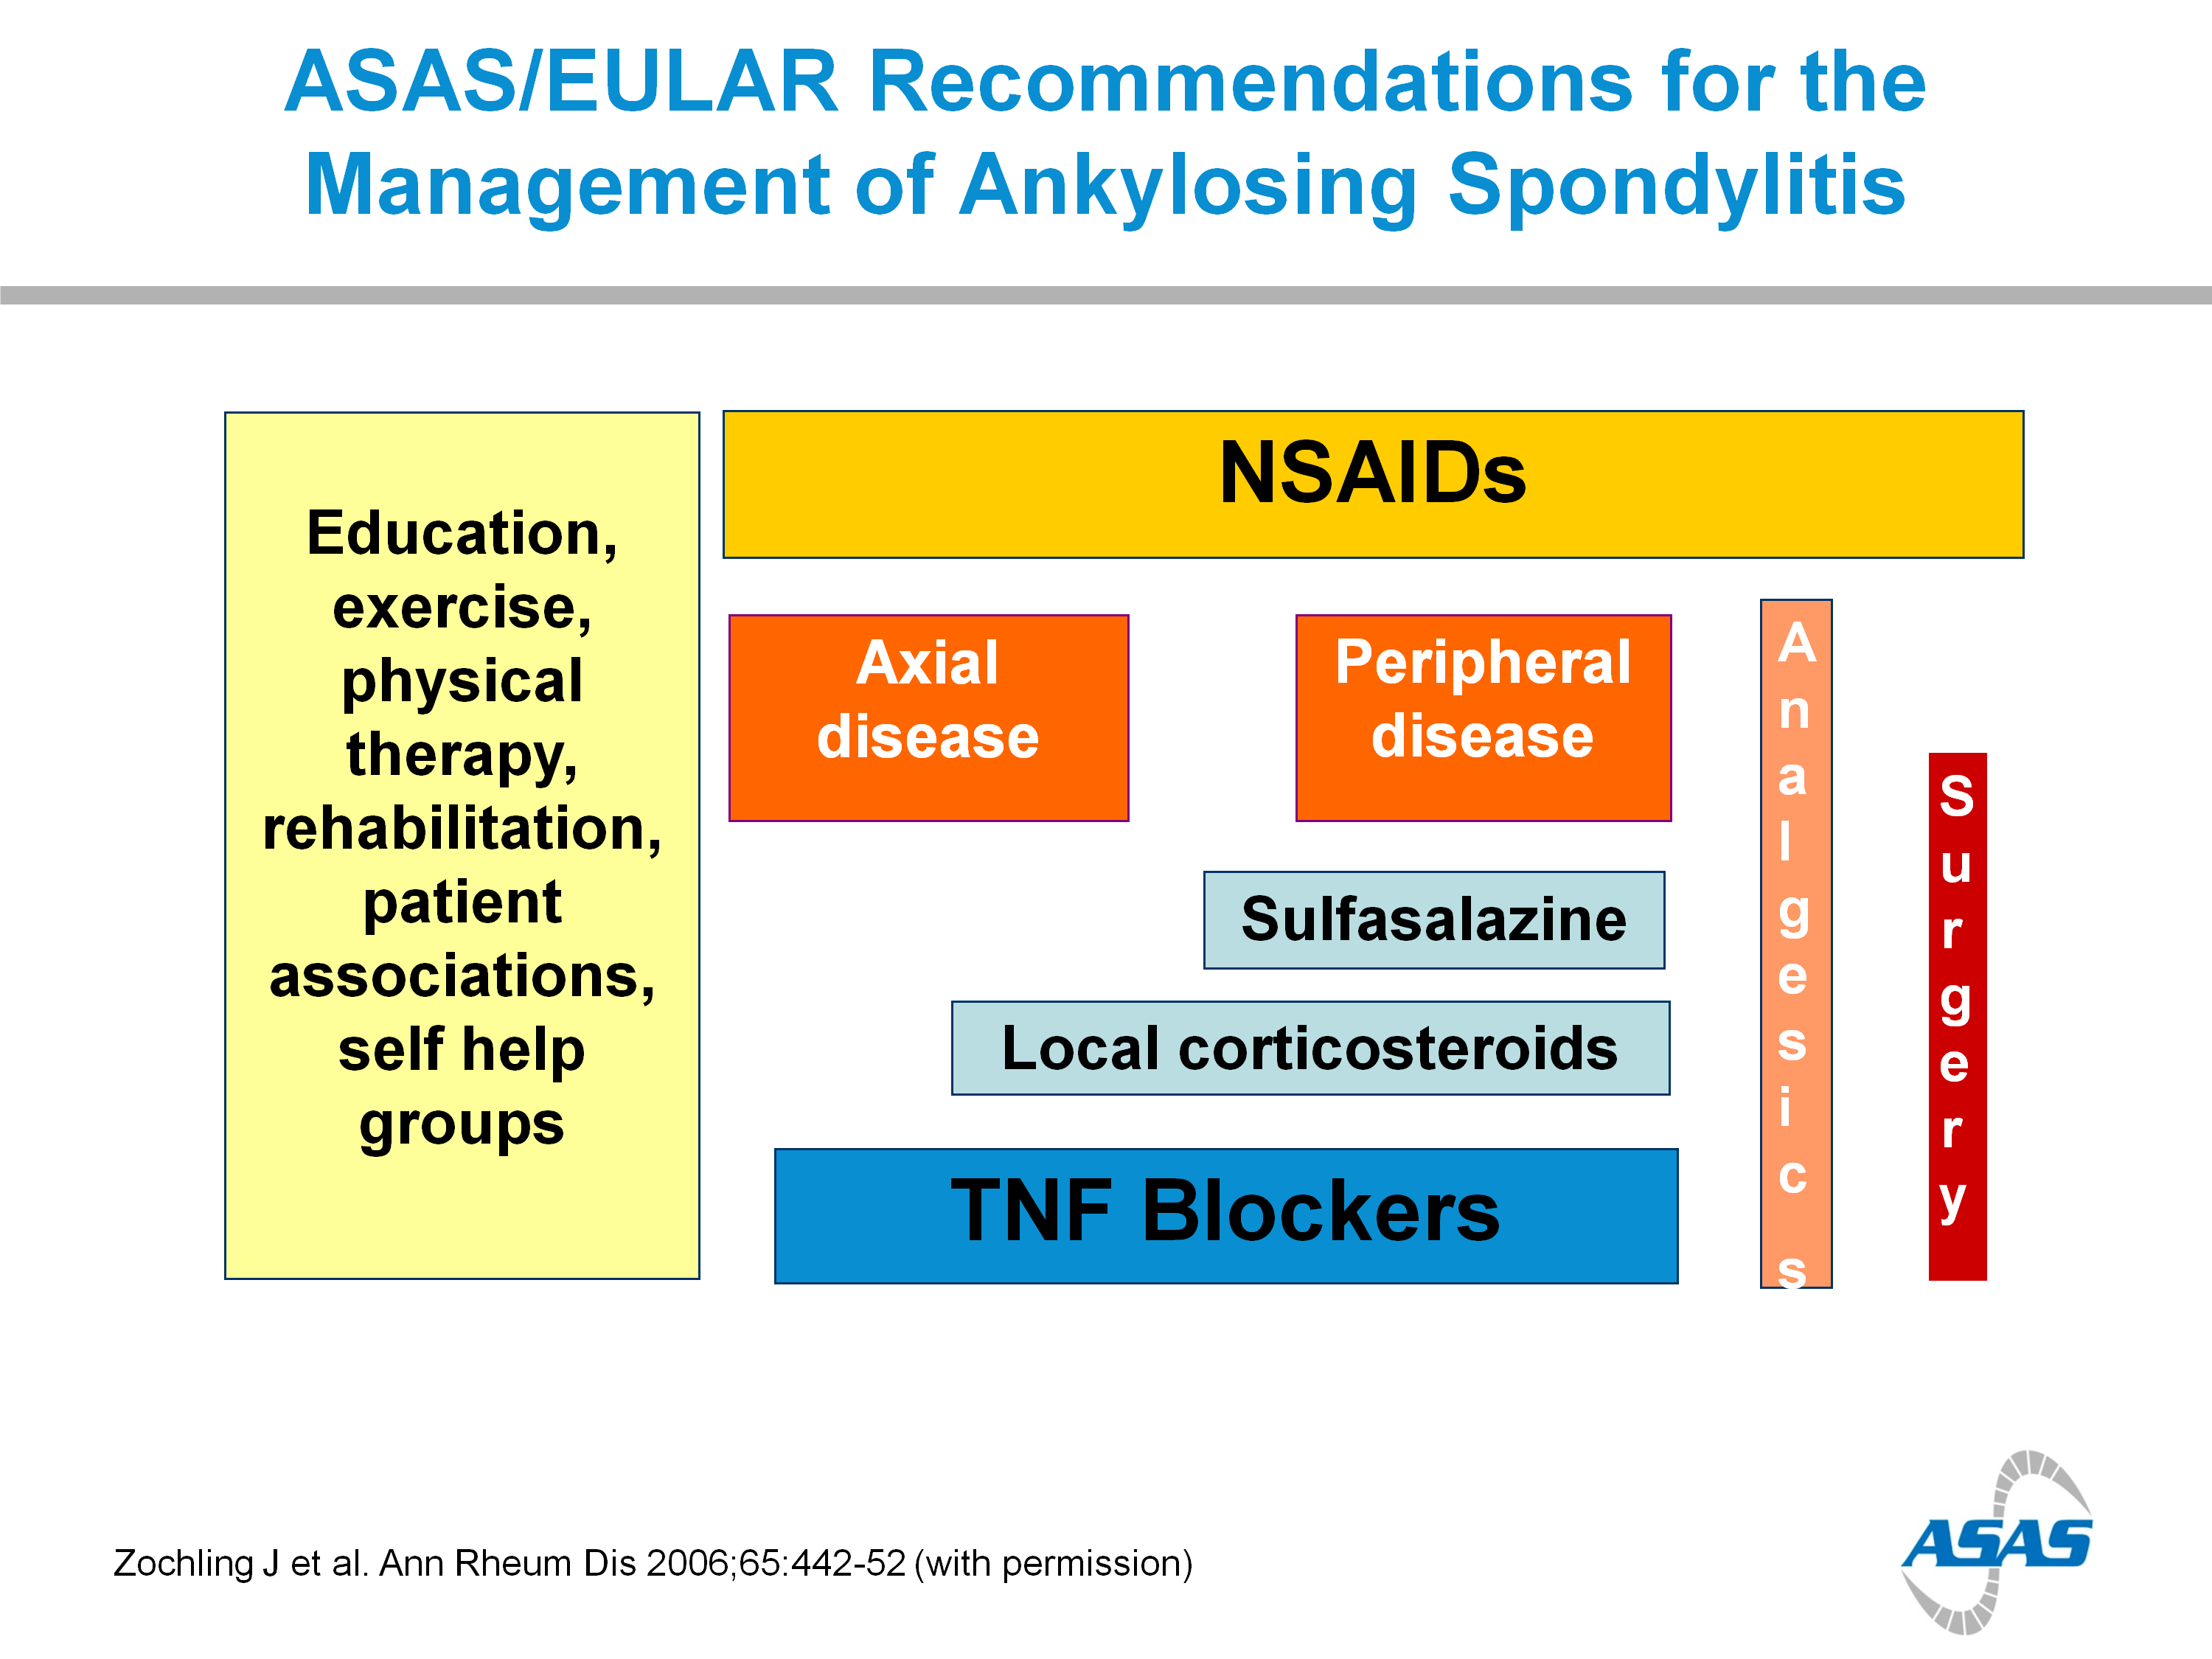 ASAS/EULAR Recommendations for the
Management of Ankylosing Spondylitis
Education,
exercise,
physical
therapy,
rehabilitation,
patient
associations,
self help
groups
NSAIDs
Axial
disease
Peripheral
disease
Sulfasalazine
Local corticosteroids
TNF Blockers
Analgesics
Surgery
Zochling J et al. Ann Rheum Dis 2006;65:442-52 (with permission)
ASAS